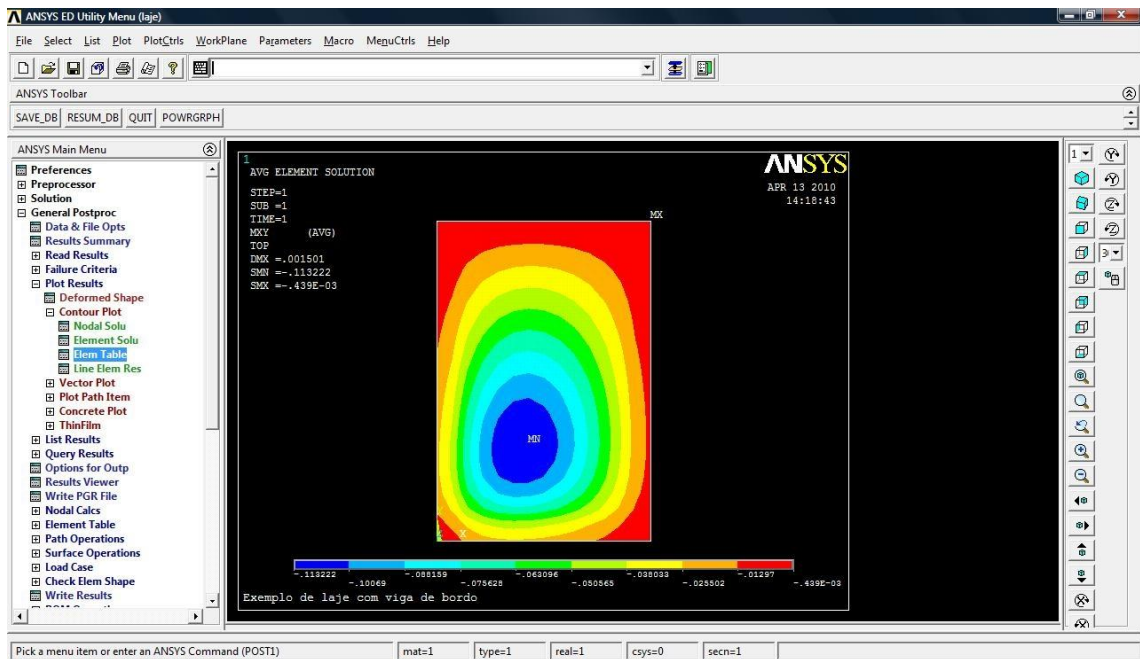 ANSYS ED Utility Menu (laje)
File Select List Plot PlotCtrls WorkPlane Parameters Macro MenuCtrls Help
ANSYS Toolbar
SAVE_DB RESUM_DB QUIT POWRGRPH
ANSYS Main Menu
Preferences
Preprocessor
Solution
General Postproc
Data & File Opts
Results Summary
Read Results
Failure Criteria
Plot Results
Deformed Shape
Contour Plot
Nodal Solu
Element Solu
Elem Table
Line Elem Res
Vector Plot
Plot Path Item
Concrete Plot
ThinFilm
List Results
Query Results
Options for Outp
Results Viewer
Write PGR File
Nodal Calcs
Element Table
Path Operations
Surface Operations
Load Case
Check Elem Shape
Write Results
1
AVG ELEMENT SOLUTION
STEP=1
SUB =1
TIME=1
MXY (AVG)
TOP
DMX =.001501
SMN =-.113222
SMX =-.439E-03
ANSYS
APR 13 2010
14:18:43
MX
MN
X
-.113222 -.10069 -.088159 -.075628 -.063096 -.050565 -.038033 -.025502 -.01297 -.439E-03
Exemplo de laje com viga de bordo
1
Pick a menu item or enter an ANSYS Command (POST1) mat=1 type=1 real=1 csys=0 secn=1